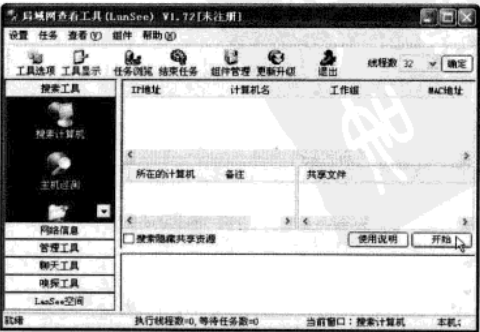 局域网查看工具(LanSee) V1.72[未注册]
设置 任务 查看(V) 组件 帮助(X)
工具选项 工具显示 任务浏览 结束任务 组件管理 更新升级 退出 线程数 32 确定
搜索工具
搜索计算机
主机巡测
网络信息
管理工具
聊天工具
嗅探工具
LanSee空间
IP地址 计算机名 工作组 MAC地址
所在的计算机 备注 共享文件
搜索隐藏共享资源 使用说明 开始
就绪 执行线程数=0,等待任务数=0 当前窗口：搜索计算机 本机: